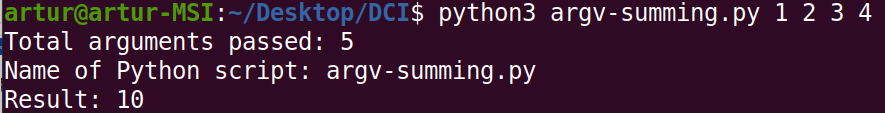 artur@artur-MSI:~/Desktop/DCI$ python3 argv-summing.py 1 2 3 4
Total arguments passed: 5
Name of Python script: argv-summing.py
Result: 10